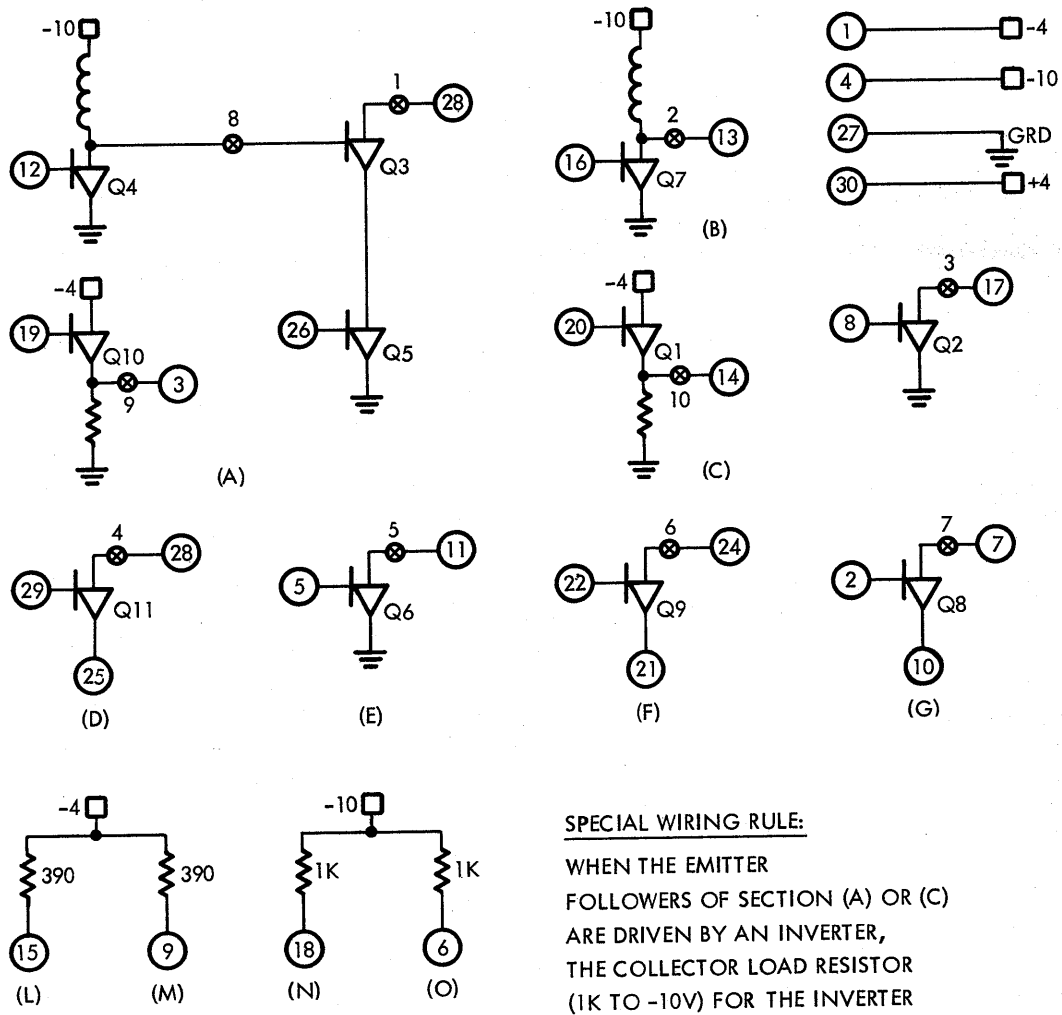 -10
-10
1
-4
1
28
8
2
13
4
-10
12
Q4
Q3
16
Q7
27
GRD
30
+4
(B)
-4
-4
3
17
19
Q10
26
Q5
20
Q1
8
Q2
9
3
10
14
(A)
(C)
4
28
5
11
6
24
7
7
29
Q11
5
Q6
22
Q9
2
Q8
25
21
10
(D)
(E)
(F)
(G)
-4
-10
390
390
1K
1K
15
9
18
6
(L)
(M)
(N)
(O)
SPECIAL WIRING RULE:
WHEN THE EMITTER
FOLLOWERS OF SECTION (A) OR (C)
ARE DRIVEN BY AN INVERTER,
THE COLLECTOR LOAD RESISTOR
(1K TO -10V) FOR THE INVERTER